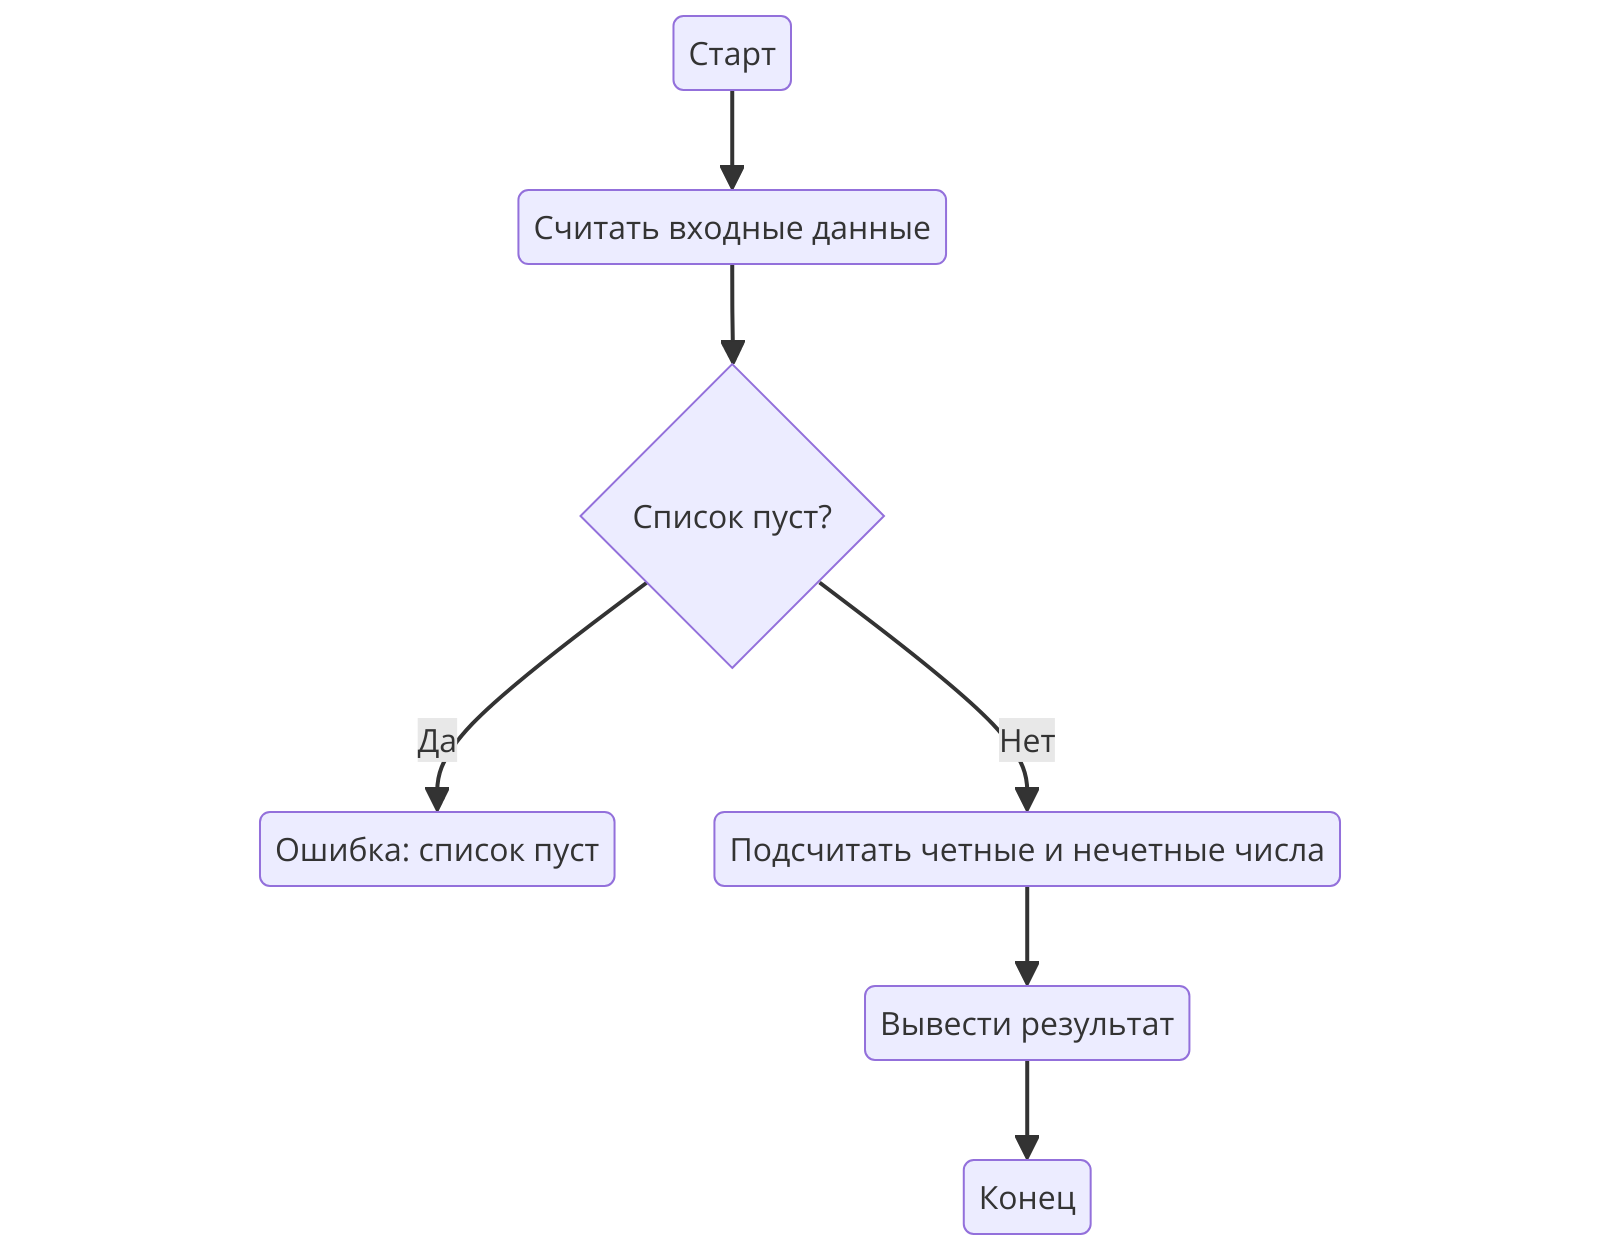 Старт
Считать входные данные
Список пуст?
Да
Нет
Ошибка: список пуст
Подсчитать четные и нечетные числа
Вывести результат
Конец